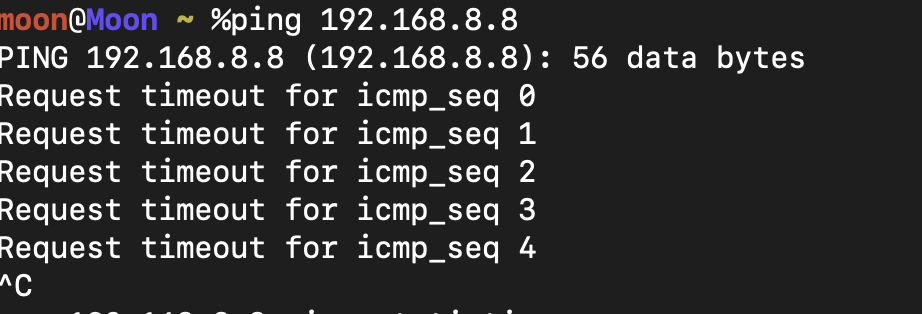 moon@Moon ~ %ping 192.168.8.8
PING 192.168.8.8 (192.168.8.8): 56 data bytes
Request timeout for icmp_seq 0
Request timeout for icmp_seq 1
Request timeout for icmp_seq 2
Request timeout for icmp_seq 3
Request timeout for icmp_seq 4
^C